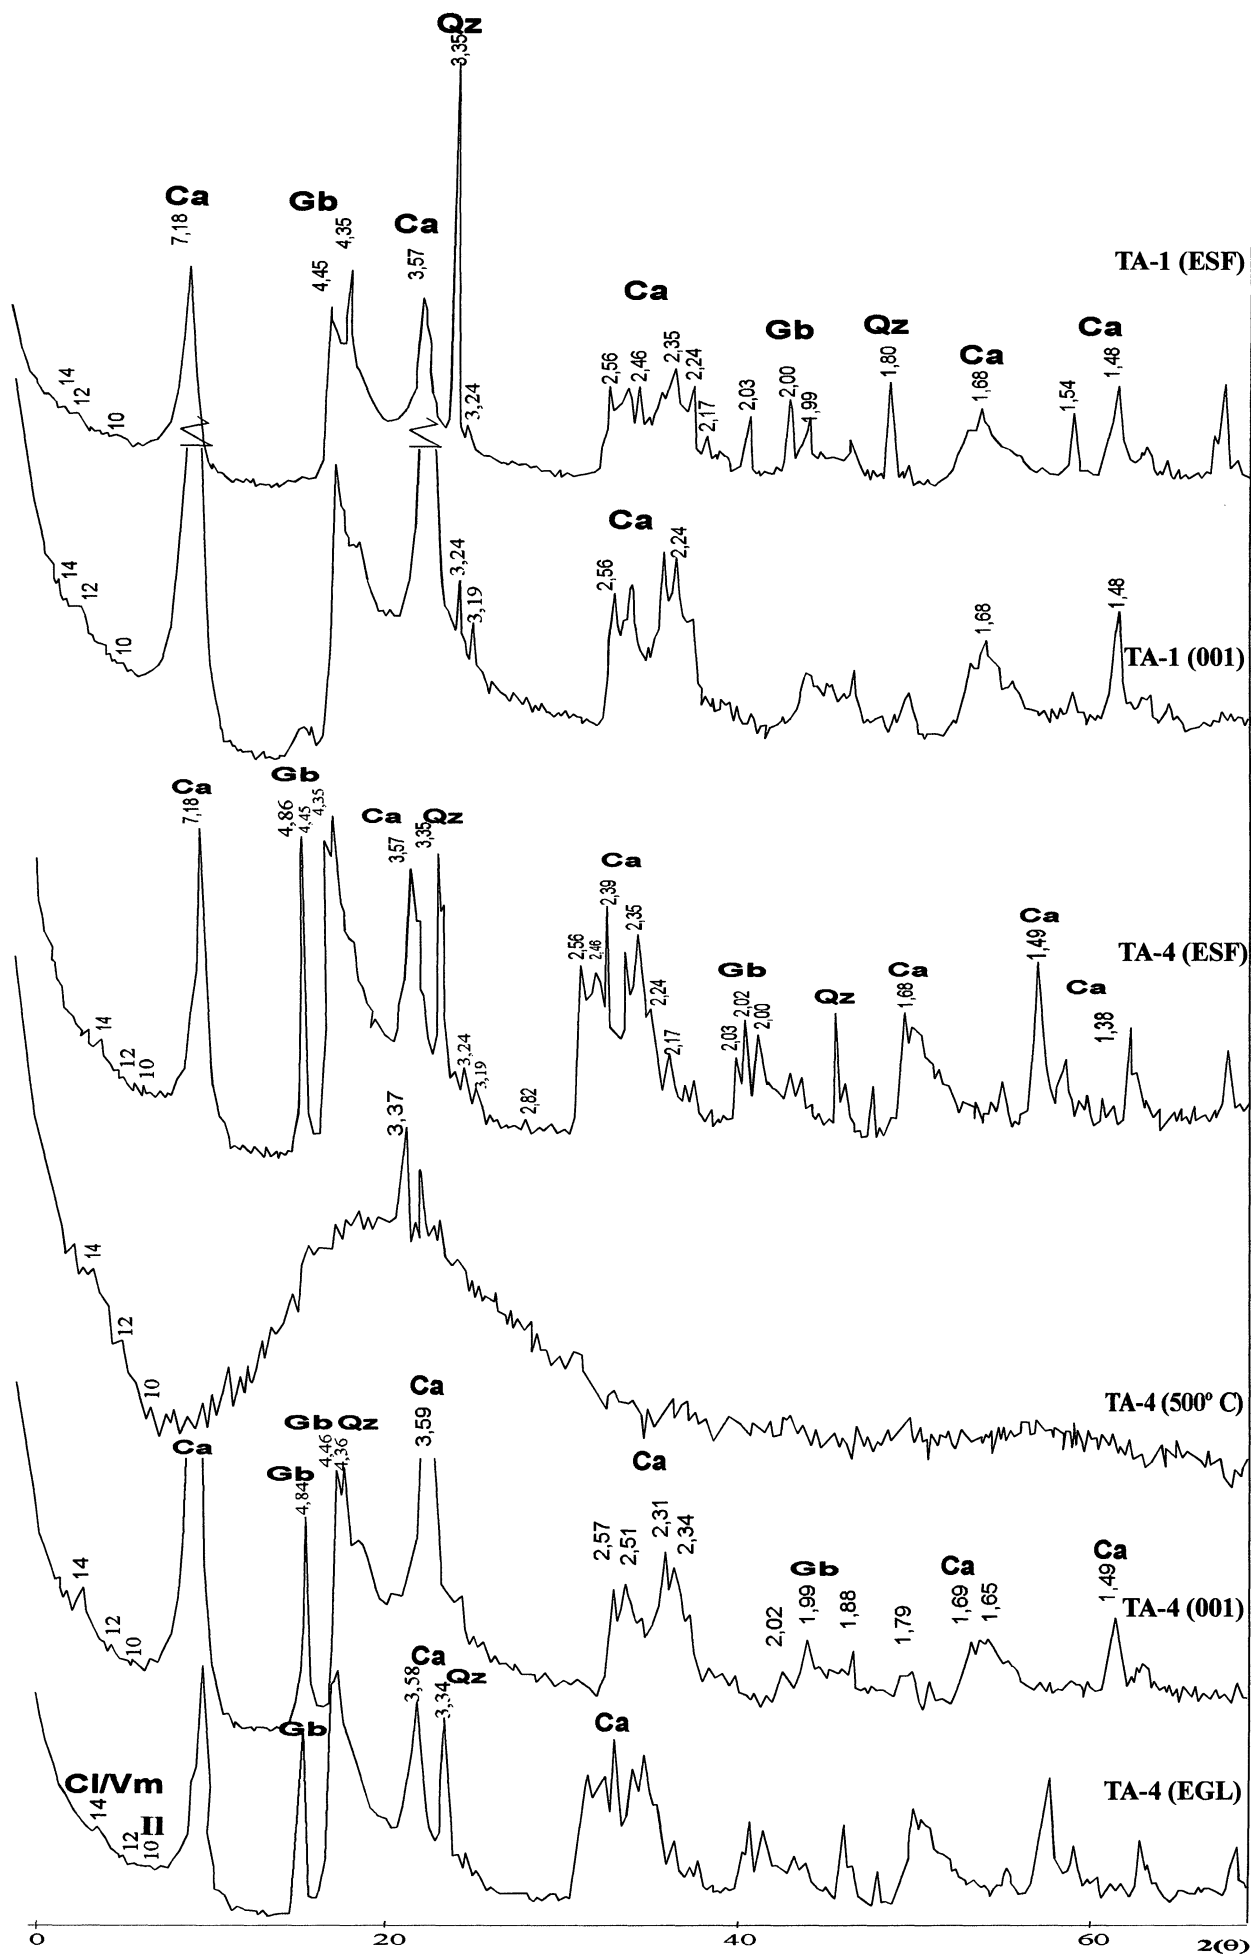 Qz
3,35
Ca
7,18
Gb
4,45
4,35
Ca
3,57
TA-1 (ESF)
Ca
Gb
Qz
Ca
Ca
14
12
10
3,24
2,56
2,46
2,35
2,24
2,17
2,03
2,00
1,99
1,80
1,68
1,54
1,48
Ca
14
12
10
3,24
3,19
2,56
2,24
1,68
1,48
TA-1 (001)
Ca
7,18
Gb
4,86
4,45
4,35
Ca
3,57
3,35
Qz
Ca
2,56
2,46
2,39
2,35
2,24
2,17
Gb
2,03
2,02
2,00
Qz
Ca
1,68
Ca
1,49
Ca
1,38
TA-4 (ESF)
14
12
10
3,24
3,19
2,82
3,37
14
12
10
TA-4 (500º C)
Ca
Gb
4,84
Gb
4,46
Qz
4,36
Ca
3,59
Ca
2,57
2,51
2,31
2,34
2,02
Gb
1,99
1,88
1,79
Ca
1,69
1,65
Ca
1,49
TA-4 (001)
14
12
10
Gb
Ca
3,58
Qz
3,34
Ca
TA-4 (EGL)
Cl/Vm
14
Il
12
10
0 20 40 60 2(θ)